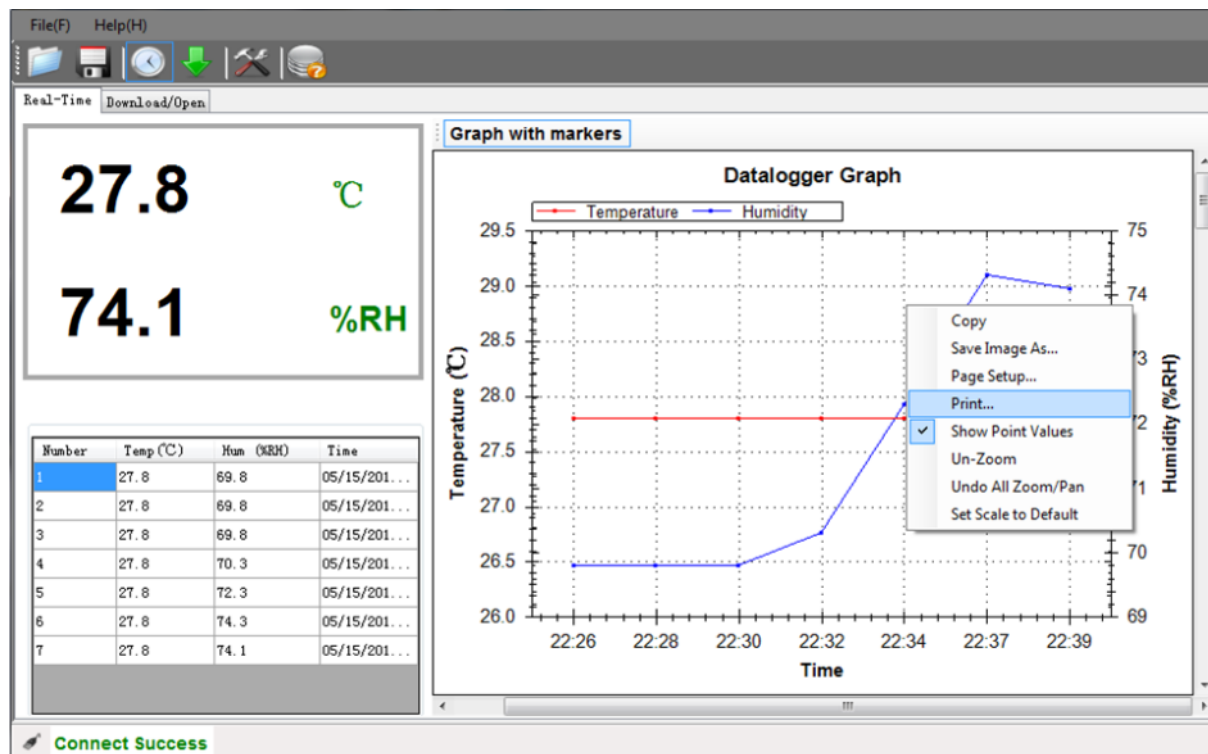 File(F) Help(H)
Real-Time Download/Open
27.8 ℃
74.1 %RH
Number Temp(℃) Hum (%RH) Time
1 27.8 69.8 05/15/201...
2 27.8 69.8 05/15/201...
3 27.8 69.8 05/15/201...
4 27.8 70.3 05/15/201...
5 27.8 72.3 05/15/201...
6 27.8 74.3 05/15/201...
7 27.8 74.1 05/15/201...
Graph with markers
Datalogger Graph
Temperature Humidity
Temperature (℃)
29.5
29.0
28.5
28.0
27.5
27.0
26.5
26.0
75
74
73
72
71
70
69
Humidity (%RH)
22:26 22:28 22:30 22:32 22:34 22:37 22:39
Time
Copy
Save Image As...
Page Setup...
Print...
Show Point Values
Un-Zoom
Undo All Zoom/Pan
Set Scale to Default
Connect Success